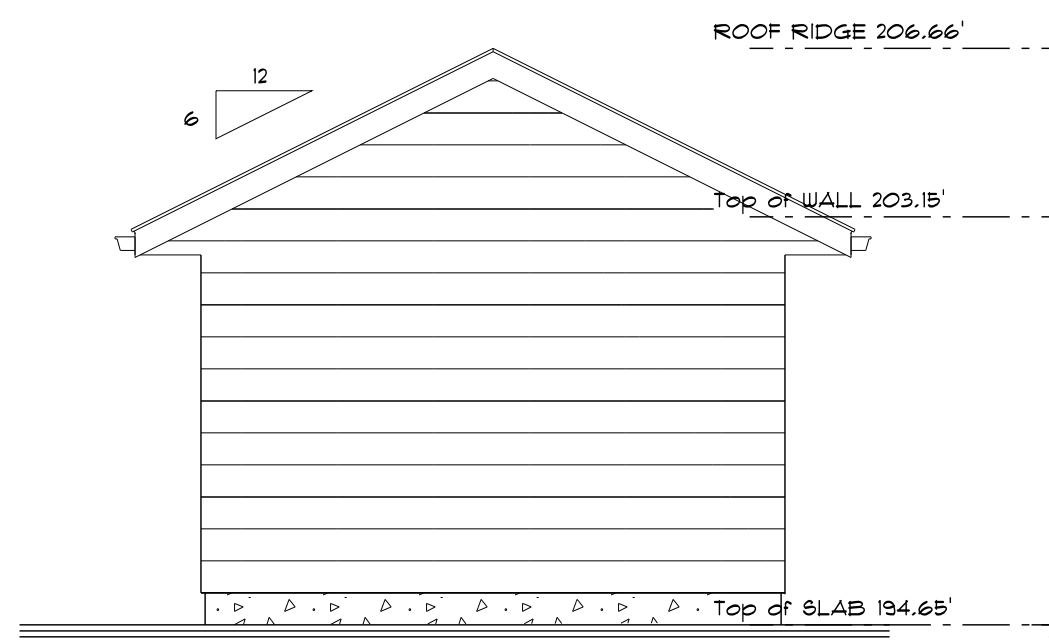 ROOF RIDGE 206.66'
12
6
Top of WALL 203.15'
Top of SLAB 194.65'